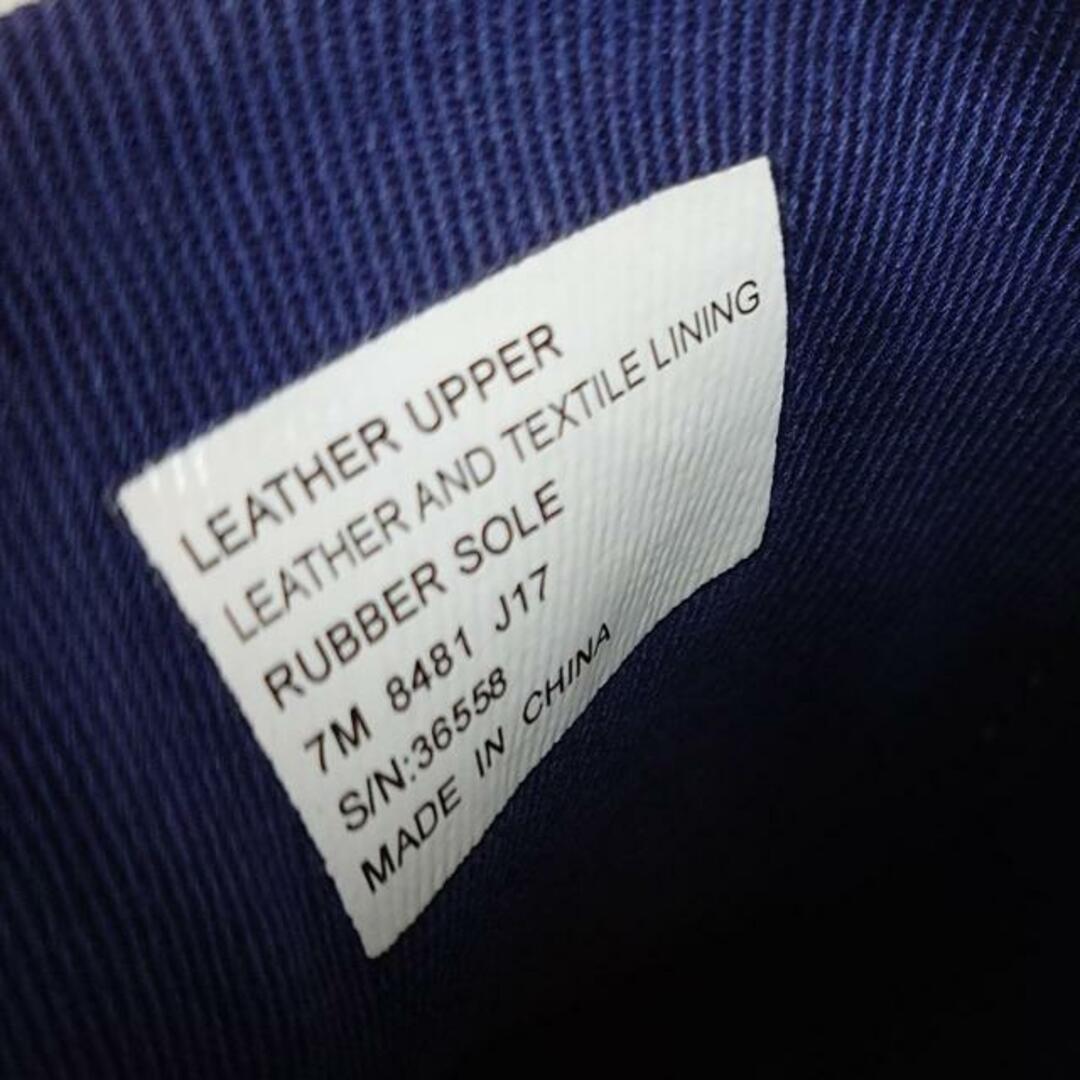 LEATHER UPPER
LEATHER AND TEXTILE LINING
RUBBER SOLE
7M 8481 J17
S/N:36558
MADE IN CHINA